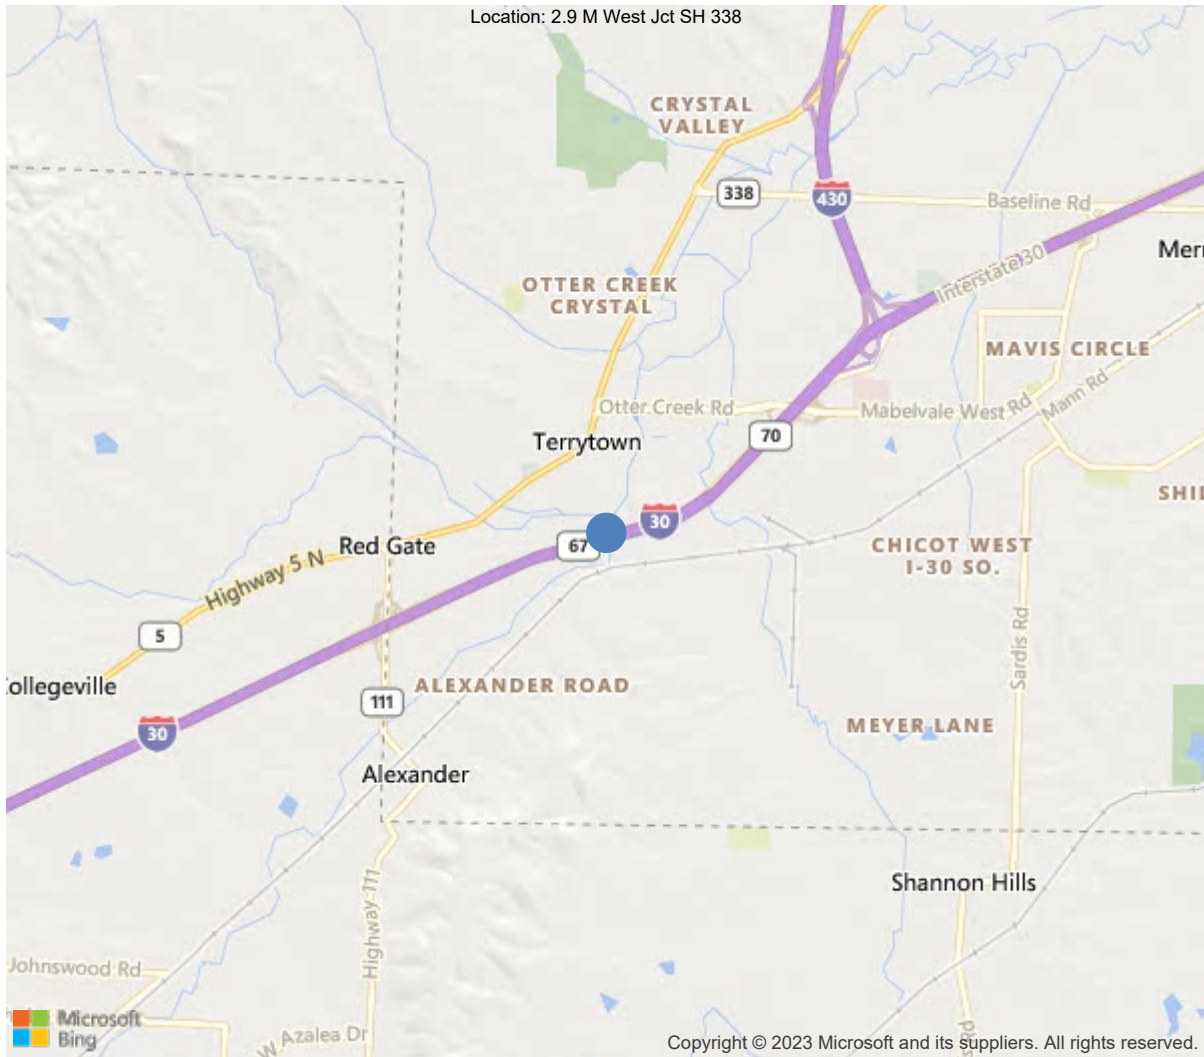 Location: 2.9 M West Jct SH 338
CRYSTAL
VALLEY
338
430
Baseline Rd
Interstate 30
Mer
OTTER CREEK
CRYSTAL
MAVIS CIRCLE
Otter Creek Rd
Mabelvale West Rd
Mann Rd
70
Terrytown
SHI
30
67
Red Gate
CHICOT WEST
I-30 SO.
Highway 5 N
5
Sardis Rd
ollegeville
ALEXANDER ROAD
111
MEYER LANE
30
Alexander
Shannon Hills
Highway 111
Johnswood Rd
Microsoft
Bing
W Azalea Dr
Copyright © 2023 Microsoft and its suppliers. All rights reserved.